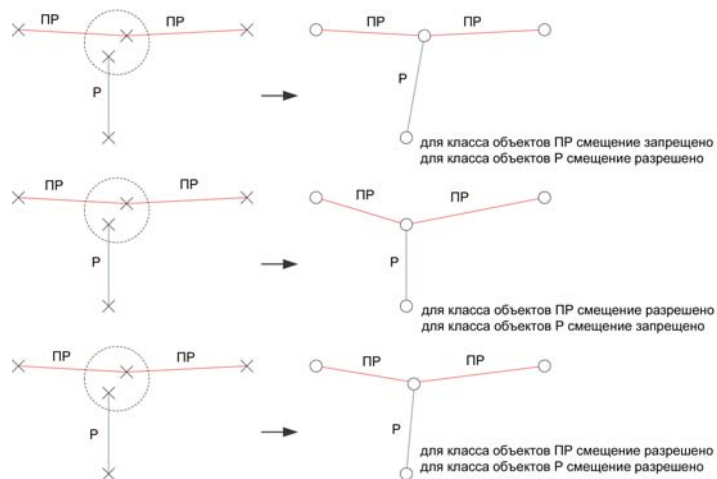 ПР ПР ПР ПР
Р Р
для класса объектов ПР смещение запрещено
для класса объектов Р смещение разрешено
ПР ПР ПР ПР
Р Р
для класса объектов ПР смещение разрешено
для класса объектов Р смещение запрещено
ПР ПР ПР ПР
Р Р
для класса объектов ПР смещение разрешено
для класса объектов Р смещение разрешено